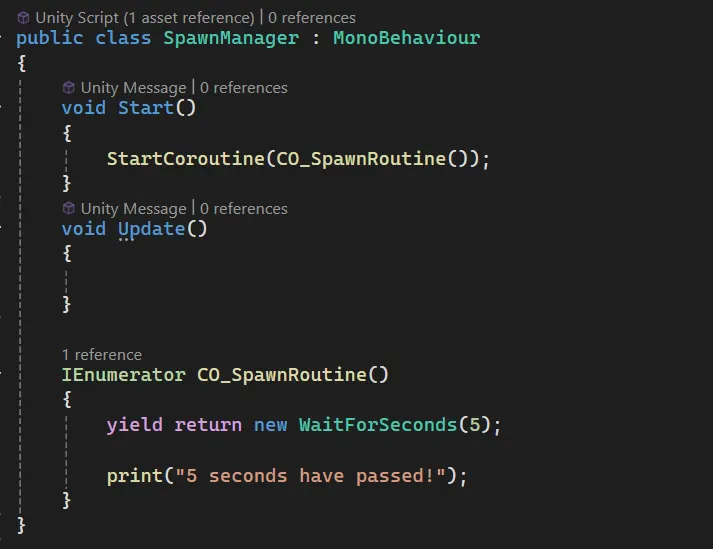 Unity Script (1 asset reference) | 0 references
public class SpawnManager : MonoBehaviour
{
Unity Message | 0 references
void Start()
{
StartCoroutine(CO_SpawnRoutine());
}
Unity Message | 0 references
void Update()
{
}
1 reference
IEnumerator CO_SpawnRoutine()
{
yield return new WaitForSeconds(5);
print("5 seconds have passed!");
}
}